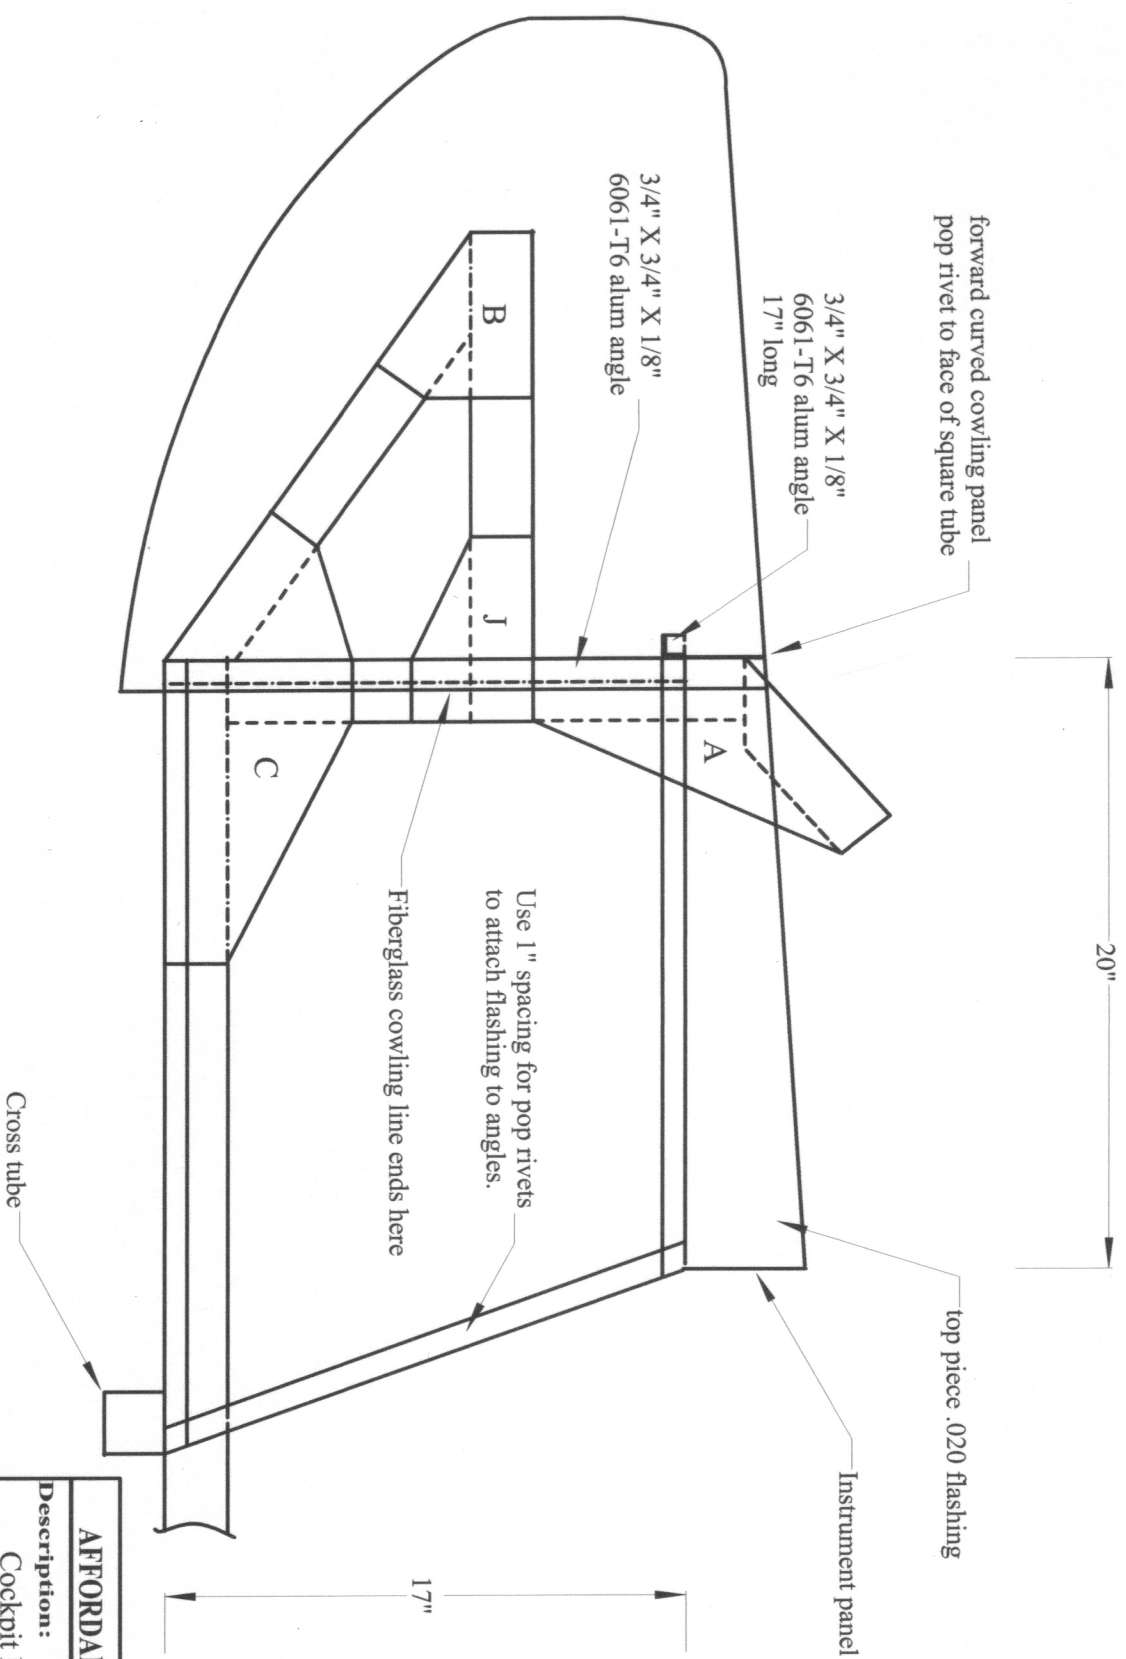 forward curved cowling panel
pop rivet to face of square tube
3/4" X 3/4" X 1/8"
6061-T6 alum angle
17" long
3/4" X 3/4" X 1/8"
6061-T6 alum angle
20"
top piece .020 flashing
Instrument panel
B
J
A
C
Use 1" spacing for pop rivets
to attach flashing to angles.
Fiberglass cowling line ends here
17"
Cross tube
Description:
Cockpit